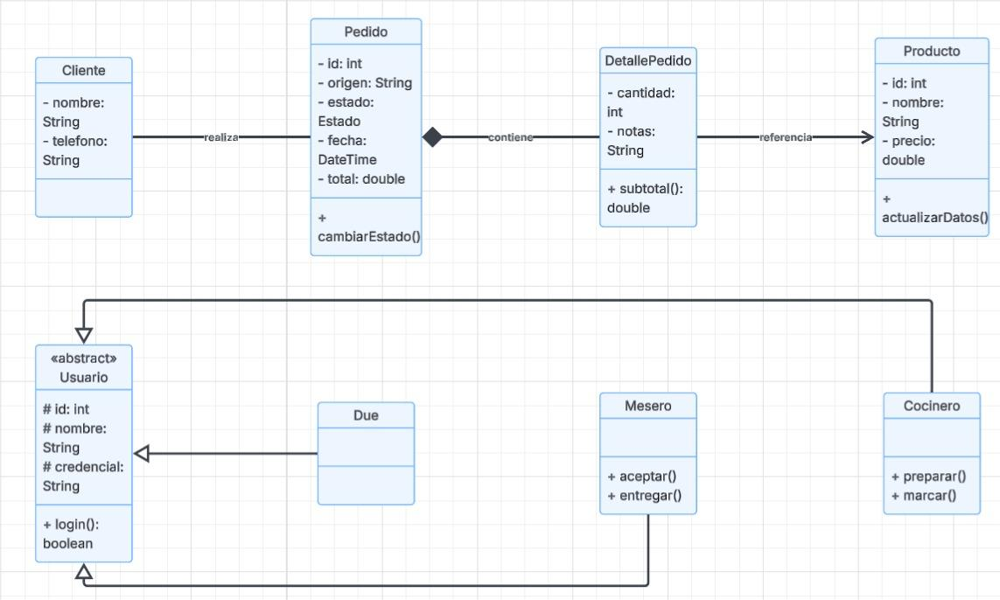 Cliente
- nombre:
String
- telefono:
String
realiza
Pedido
- id: int
- origen: String
- estado:
Estado
- fecha:
DateTime
- total: double
+
cambiarEstado()
contiene
DetallePedido
- cantidad:
int
- notas:
String
+ subtotal():
double
referencia
Producto
- id: int
- nombre:
String
- precio:
double
+
actualizarDatos()
«abstract»
Usuario
# id: int
# nombre:
String
# credencial:
String
+ login():
boolean
Due
Mesero
+ aceptar()
+ entregar()
Cocinero
+ preparar()
+ marcar()